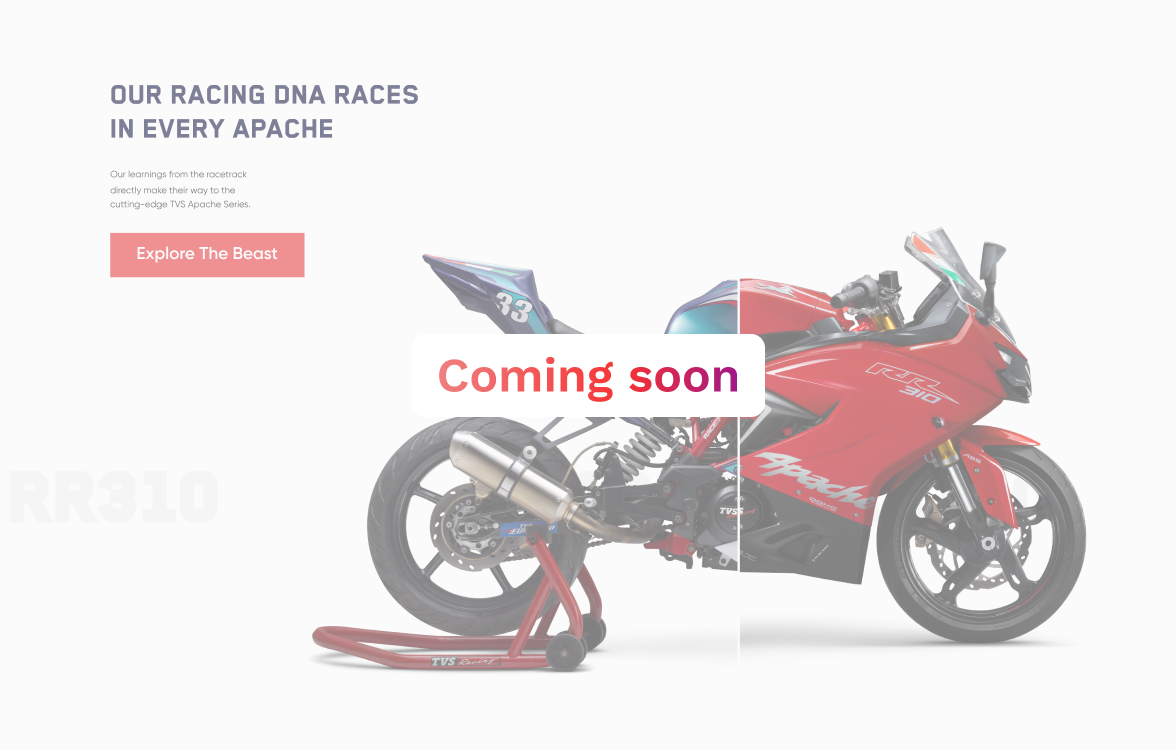 OUR RACING DNA RACES
IN EVERY APACHE
Our learnings from the racetrack
directly make their way to the
cutting-edge TVS Apache Series.
Explore The Beast
33
Coming soon
RR
310
Apache
ABS
RR310
TVS
TVS Racing